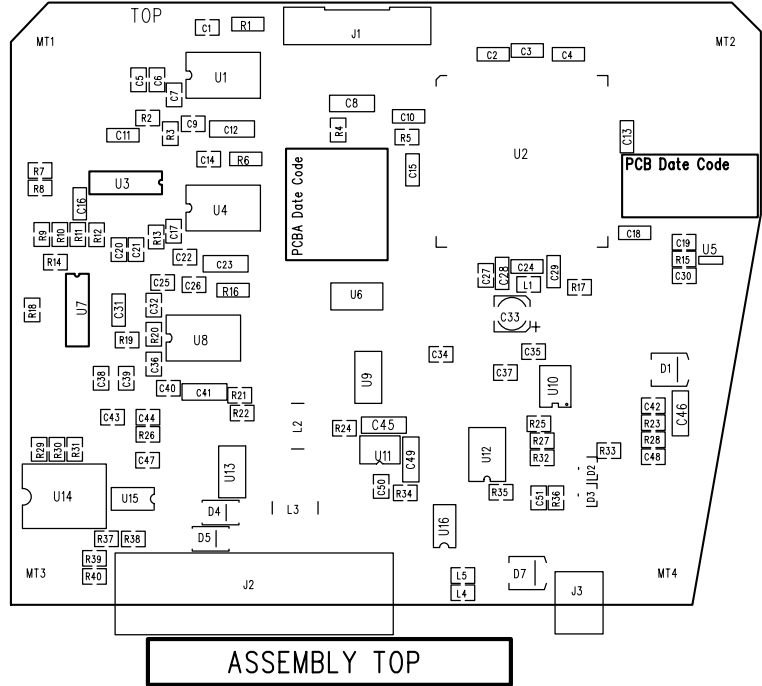 TOP
C1
R1
MT1
J1
MT2
C2
C3
C4
U1
C5
C6
C7
C8
R2
C9
C10
C11
R3
C12
R4
R5
C13
U2
C14
R6
C15
PCB Date Code
PCBA Date Code
R7
R8
U3
C16
U4
R9
R10
R11
R12
R13
C17
C18
C19
U5
R15
C30
C20
C21
C22
C23
R14
C27
C28
C24
C29
L1
R17
C25
C26
R16
U6
U7
C31
C32
R18
C33
+
R19
R20
U8
C34
C35
C36
D1
C37
C38
C39
U9
U10
C40
C41
R21
R22
C42
C46
C43
C44
R26
L2
R24
C45
R25
R23
R27
R28
R29
R30
R31
C47
U11
C49
U12
R32
R33
C48
U13
D2
U14
U15
C50
R34
R35
C51
R36
D3
D4
L3
U16
R37
R38
D5
R39
R40
MT3
J2
L5
L4
D7
J3
MT4
ASSEMBLY TOP